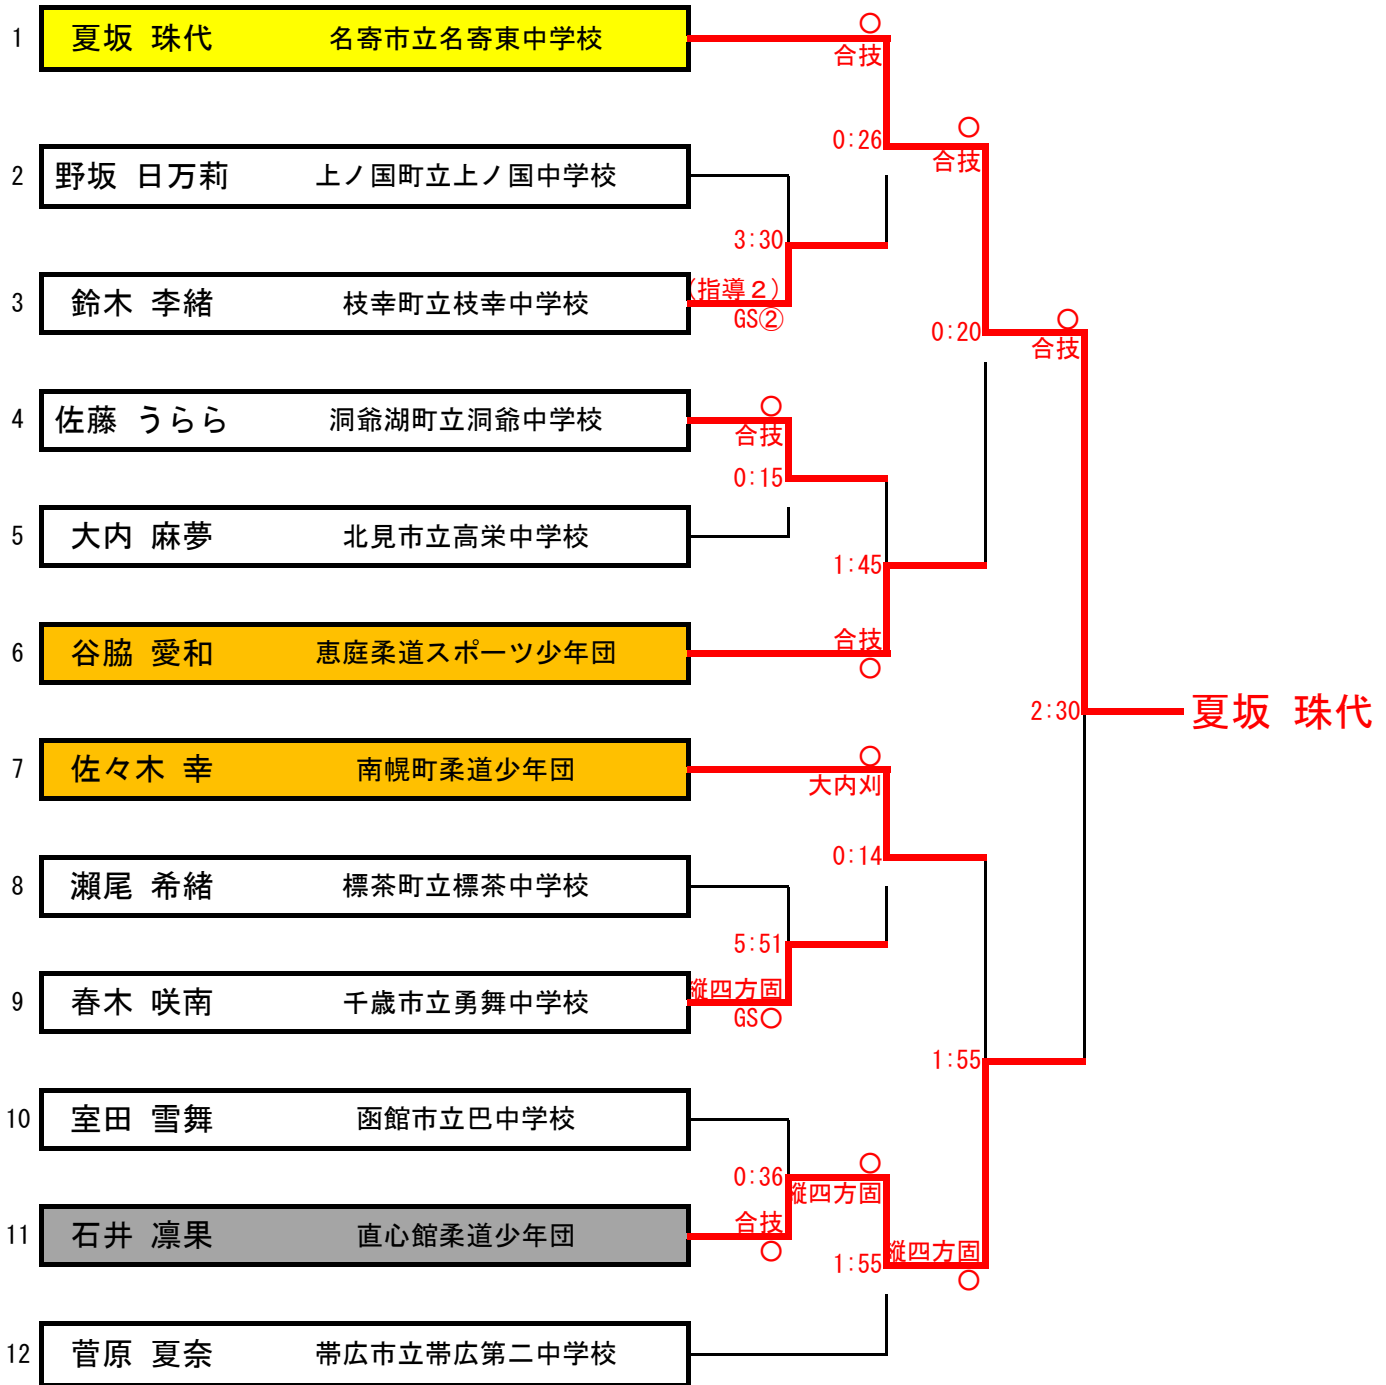 1 夏坂 珠代 名寄市立名寄東中学校
○
合技
0:26
○
合技
2 野坂 日万莉 上ノ国町立上ノ国中学校
3:30
3 鈴木 李緒 枝幸町立枝幸中学校
(指導２)
GS②
0:20
○
合技
4 佐藤 うらら 洞爺湖町立洞爺中学校
○
合技
0:15
5 大内 麻夢 北見市立高栄中学校
1:45
6 谷脇 愛和 恵庭柔道スポーツ少年団
合技
○
2:30
夏坂 珠代
7 佐々木 幸 南幌町柔道少年団
○
大内刈
0:14
8 瀬尾 希緒 標茶町立標茶中学校
5:51
9 春木 咲南 千歳市立勇舞中学校
縦四方固
GS○
1:55
10 室田 雪舞 函館市立巴中学校
0:36
○
縦四方固
11 石井 凛果 直心館柔道少年団
合技
○
1:55
縦四方固
○
12 菅原 夏奈 帯広市立帯広第二中学校